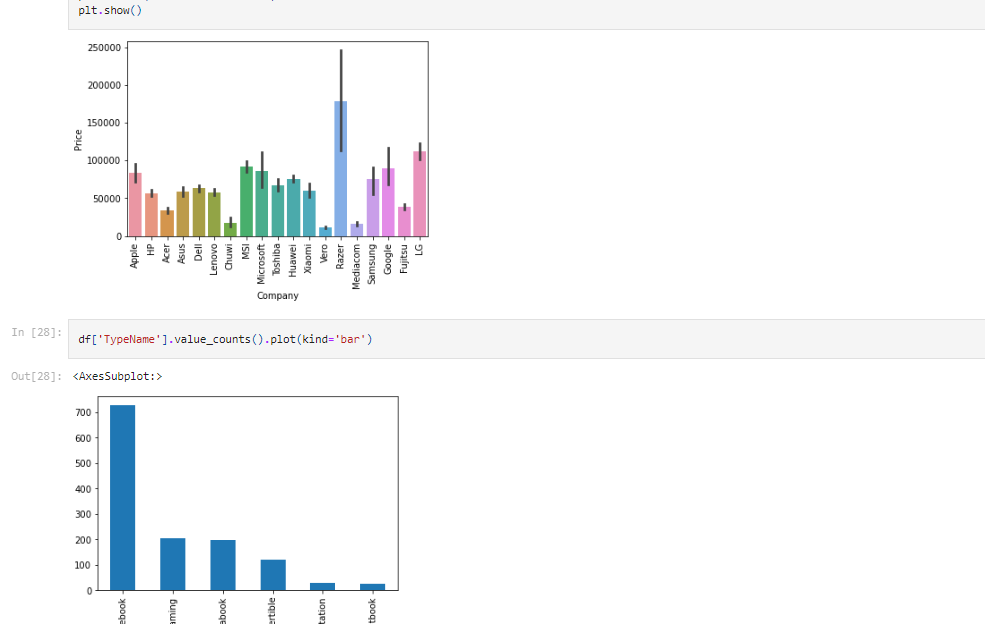 plt.show()
250000
200000
150000
100000
50000
0
Price
Apple
HP
Acer
Asus
Dell
Lenovo
Chuwi
MSI
Microsoft
Toshiba
Huawei
Xiaomi
Vero
Razer
Mediacom
Samsung
Google
Fujitsu
LG
Company
In [28]:
df['TypeName'].value_counts().plot(kind='bar')
Out[28]: <AxesSubplot:>
700
600
500
400
300
200
100
0
ebook
aming
abook
ertible
tation
tbook